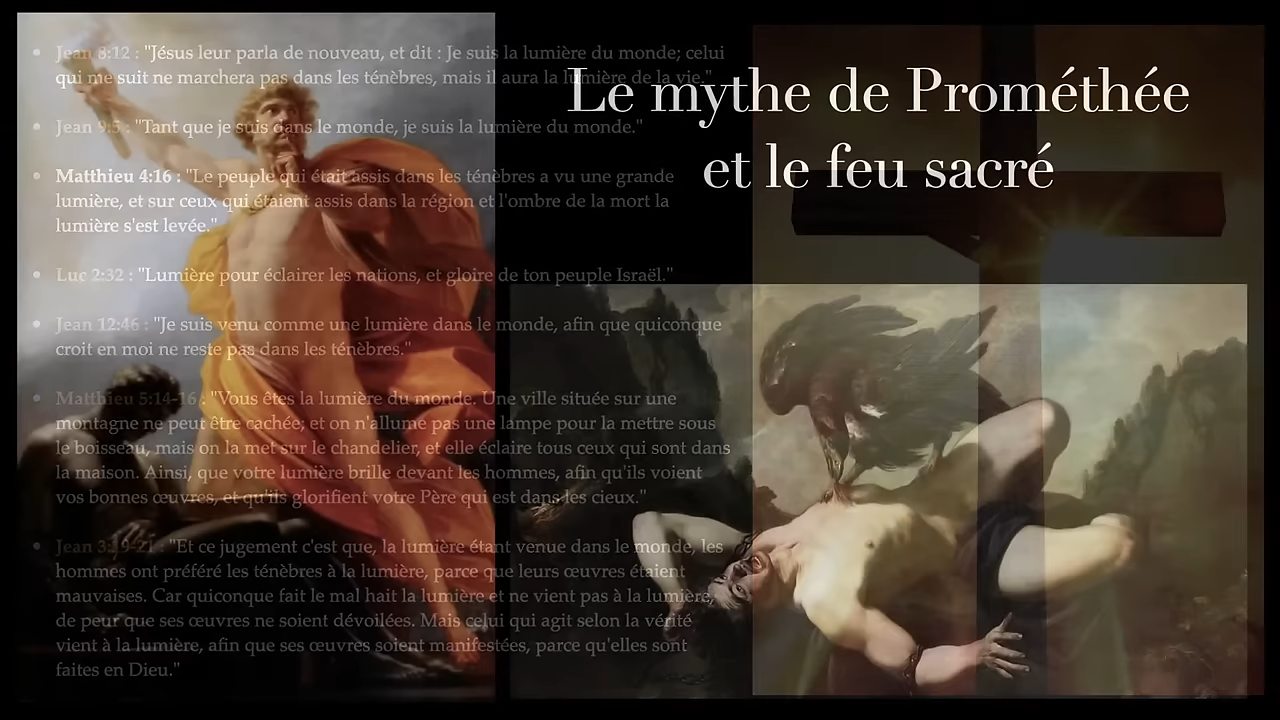 Le mythe de Prométhée
et le feu sacré
Jean 8:12 : "Jésus leur parla de nouveau, et dit : Je suis la lumière du monde; celui
qui me suit ne marchera pas dans les ténèbres, mais il aura la lumière de la vie."
Jean 9:5 : "Tant que je suis dans le monde, je suis la lumière du monde."
Matthieu 4:16 : "Le peuple qui était assis dans les ténèbres a vu une grande
lumière, et sur ceux qui étaient assis dans la région et l'ombre de la mort la
lumière s'est levée."
Luc 2:32 : "Lumière pour éclairer les nations, et gloire de ton peuple Israël."
Jean 12:46 : "Je suis venu comme une lumière dans le monde, afin que quiconque
croit en moi ne reste pas dans les ténèbres."
Matthieu 5:14-16 : "Vous êtes la lumière du monde. Une ville située sur une
montagne ne peut être cachée; et on n'allume pas une lampe pour la mettre sous
le boisseau, mais on la met sur le chandelier, et elle éclaire tous ceux qui sont dans
la maison. Ainsi, que votre lumière brille devant les hommes, afin qu'ils voient
vos bonnes œuvres, et qu'ils glorifient votre Père qui est dans les cieux."
Jean 3:19-21 : "Et ce jugement c'est que, la lumière étant venue dans le monde, les
hommes ont préféré les ténèbres à la lumière, parce que leurs œuvres étaient
mauvaises. Car quiconque fait le mal hait la lumière et ne vient pas à la lumière,
de peur que ses œuvres ne soient dévoilées. Mais celui qui agit selon la vérité
vient à la lumière, afin que ses œuvres soient manifestées, parce qu'elles sont
faites en Dieu."